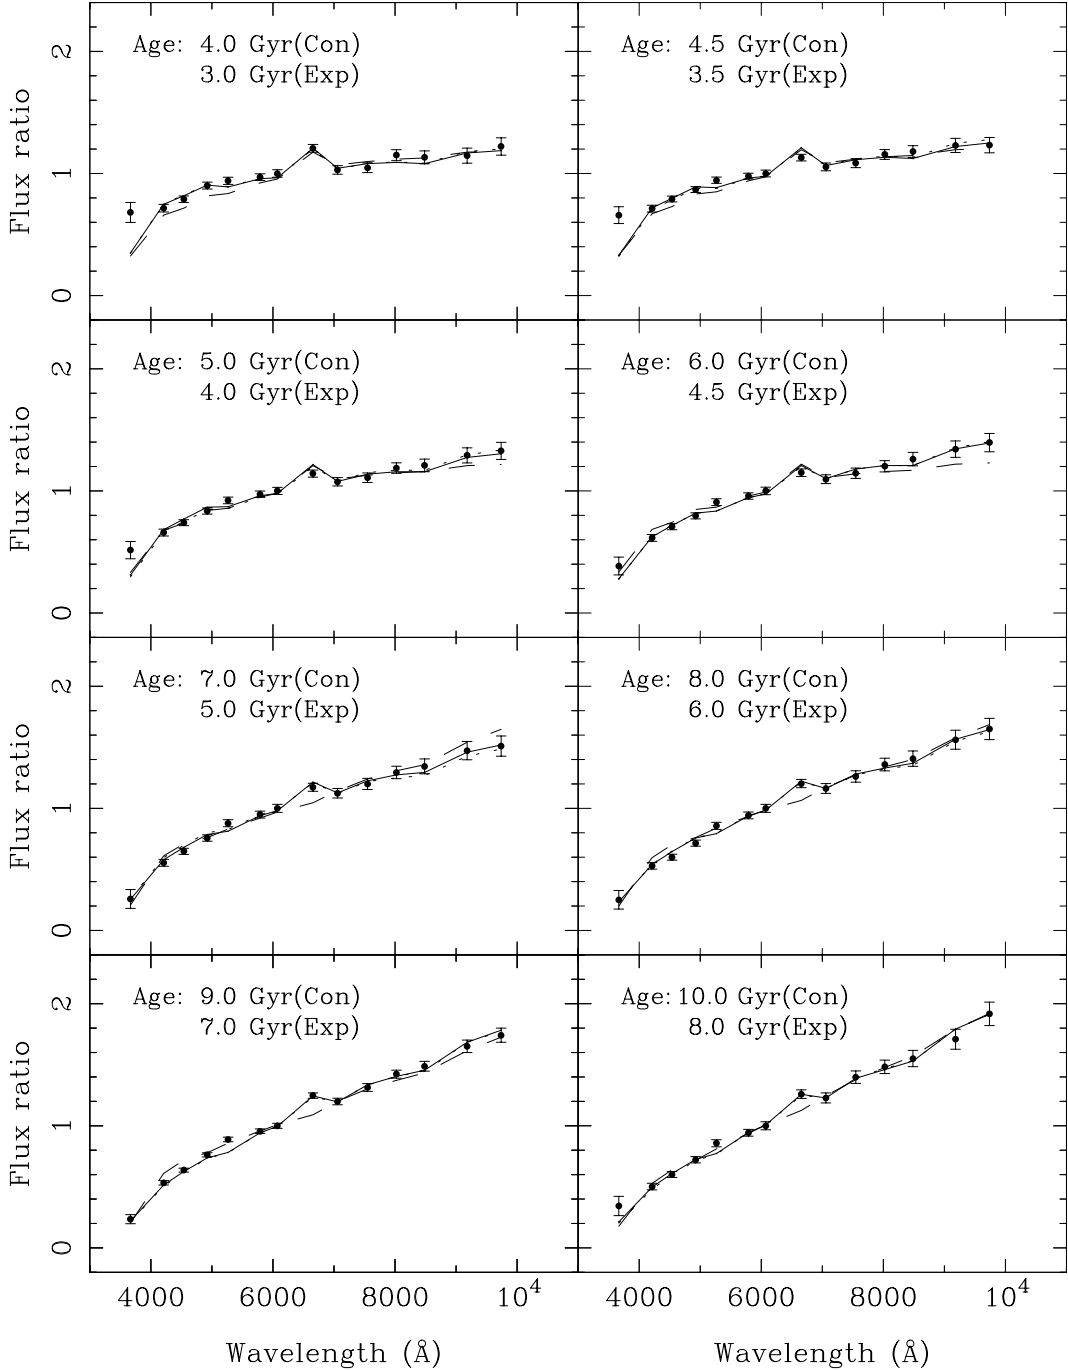 Age: 4.0 Gyr(Con)
3.0 Gyr(Exp)
Age: 4.5 Gyr(Con)
3.5 Gyr(Exp)
Flux ratio
2
1
0
Age: 5.0 Gyr(Con)
4.0 Gyr(Exp)
Age: 6.0 Gyr(Con)
4.5 Gyr(Exp)
Flux ratio
2
1
0
Age: 7.0 Gyr(Con)
5.0 Gyr(Exp)
Age: 8.0 Gyr(Con)
6.0 Gyr(Exp)
Flux ratio
2
1
0
Age: 9.0 Gyr(Con)
7.0 Gyr(Exp)
Age: 10.0 Gyr(Con)
8.0 Gyr(Exp)
Flux ratio
2
1
0
4000 6000 8000 10⁴
4000 6000 8000 10⁴
Wavelength (Å)
Wavelength (Å)